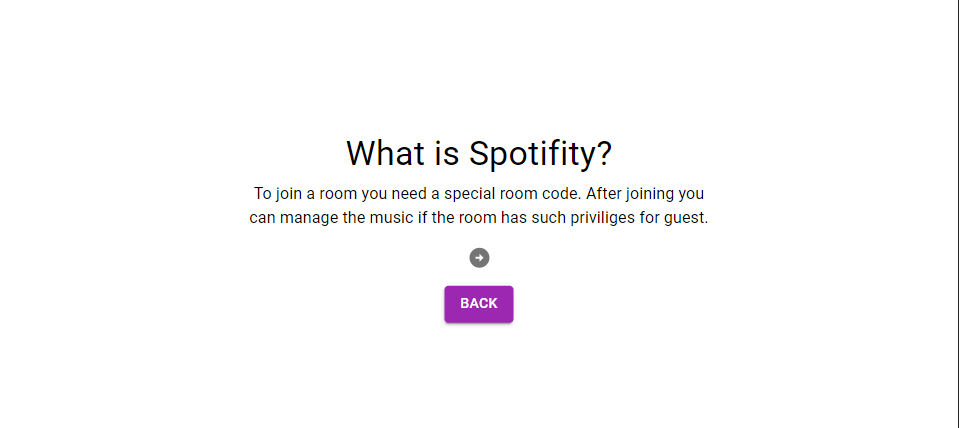 What is Spotifity?
To join a room you need a special room code. After joining you
can manage the music if the room has such priviliges for guest.
BACK